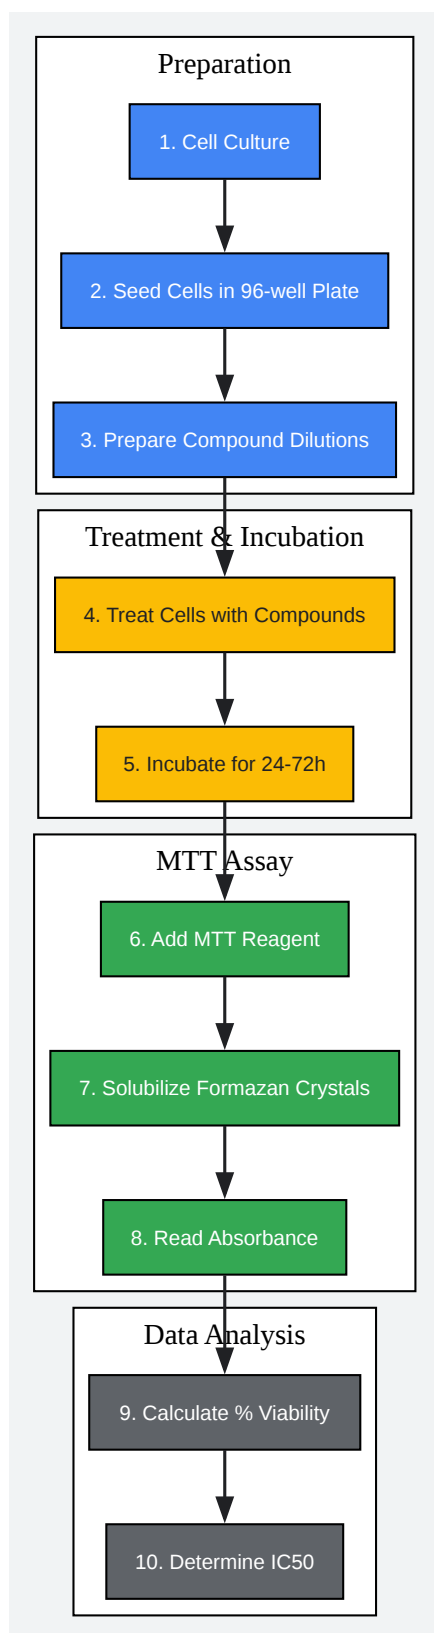 Preparation
1. Cell Culture
2. Seed Cells in 96-well Plate
3. Prepare Compound Dilutions
Treatment & Incubation
4. Treat Cells with Compounds
5. Incubate for 24-72h
MTT Assay
6. Add MTT Reagent
7. Solubilize Formazan Crystals
8. Read Absorbance
Data Analysis
9. Calculate % Viability
10. Determine IC50